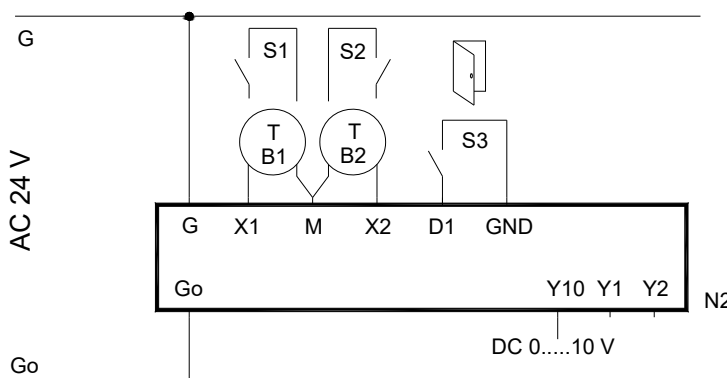 G
S1 S2
AC 24 V
T T
B1 B2
S3
G X1 M X2 D1 GND
Go Y10 Y1 Y2
N2
DC 0.....10 V
Go